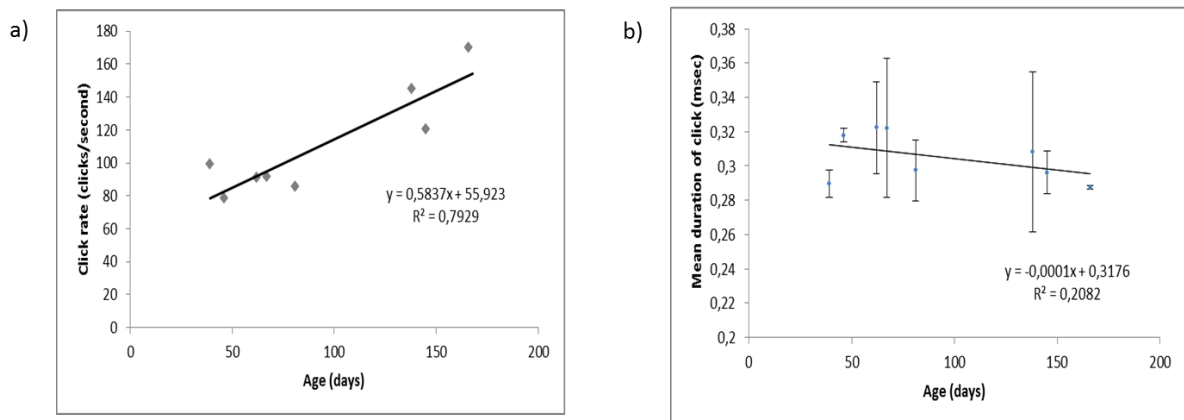 a)
Click rate (clicks/second)
180
160
140
120
100
80
60
40
20
0
y = 0,5837x + 55,923
R² = 0,7929
0 50 100 150 200
Age (days)
b)
Mean duration of click (msec)
0,38
0,36
0,34
0,32
0,3
0,28
0,26
0,24
0,22
0,2
y = -0,0001x + 0,3176
R² = 0,2082
0 50 100 150 200
Age (days)